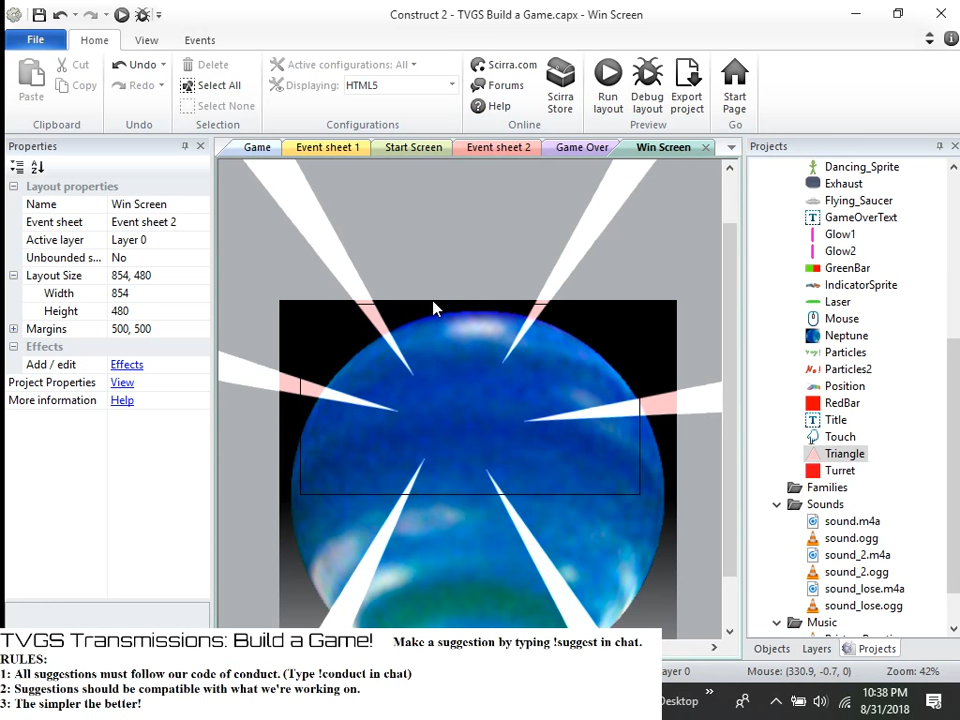 Construct 2 - TVGS Build a Game.capx - Win Screen
File Home View Events
Paste Cut Copy
Clipboard
Undo Redo
Undo
Delete Select All Select None
Selection
Active configurations: All
Displaying: HTML5
Configurations
Scirra.com Forums Help
Scirra Store
Online
Run layout Debug layout Export project
Preview
Start Page
Go
Properties
Game Event sheet 1 Start Screen Event sheet 2 Game Over Win Screen
Projects
Layout properties
Name Win Screen
Event sheet Event sheet 2
Active layer Layer 0
Unbounded s... No
Layout Size 854, 480
Width 854
Height 480
Margins 500, 500
Effects
Add / edit Effects
Project Properties View
More information Help
Dancing_Sprite
Exhaust
Flying_Saucer
GameOverText
Glow1
Glow2
GreenBar
IndicatorSprite
Laser
Mouse
Neptune
Particles
Particles2
Position
RedBar
Title
Touch
Triangle
Turret
Families
Sounds
sound.m4a
sound.ogg
sound_2.m4a
sound_2.ogg
sound_lose.m4a
sound_lose.ogg
Music
Objects Layers Projects
ayer 0 Mouse: (330.9, -0.7, 0) Zoom: 42%
TVGS Transmissions: Build a Game! Make a suggestion by typing !suggest in chat.
RULES:
1: All suggestions must follow our code of conduct. (Type !conduct in chat)
2: Suggestions should be compatible with what we're working on.
3: The simpler the better!
Desktop
10:38 PM
8/31/2018